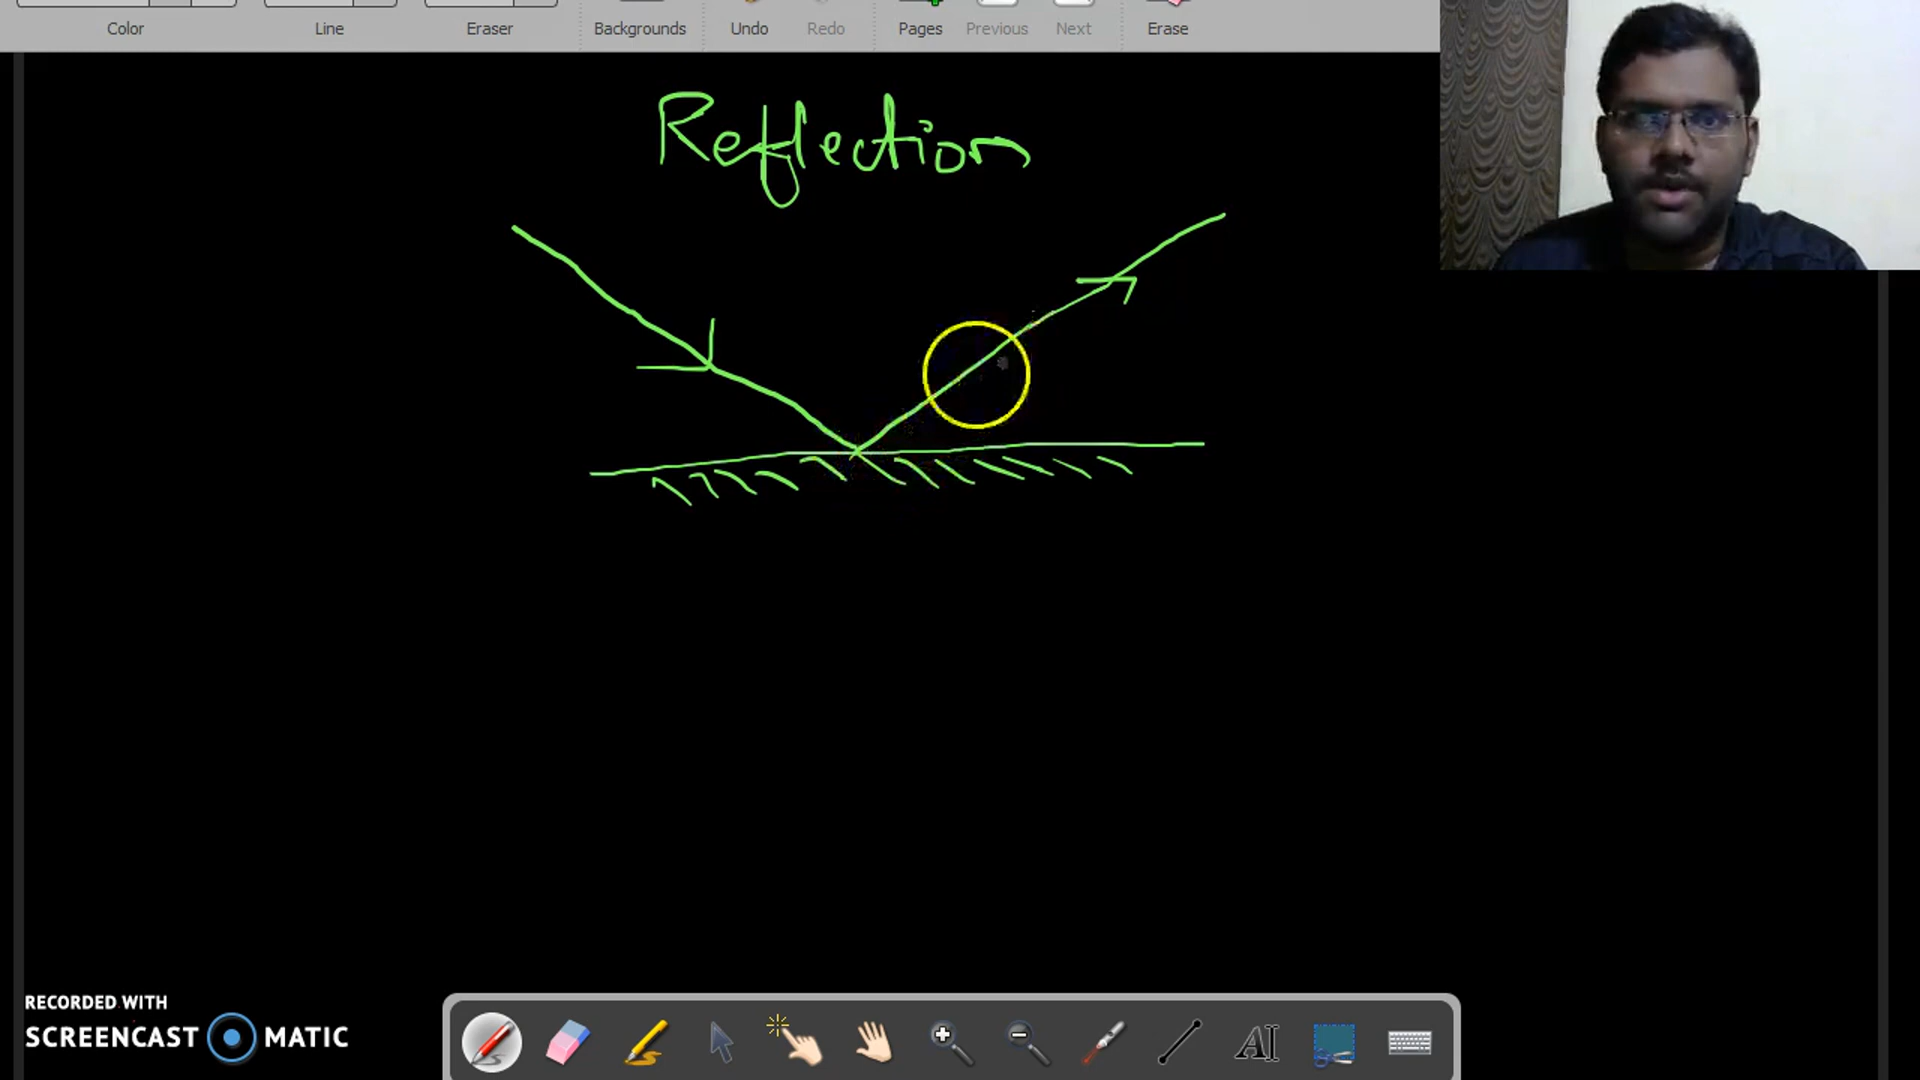 Color Line Eraser Backgrounds Undo Redo Pages Previous Next Erase
Reflection
RECORDED WITH
SCREENCAST MATIC
AI